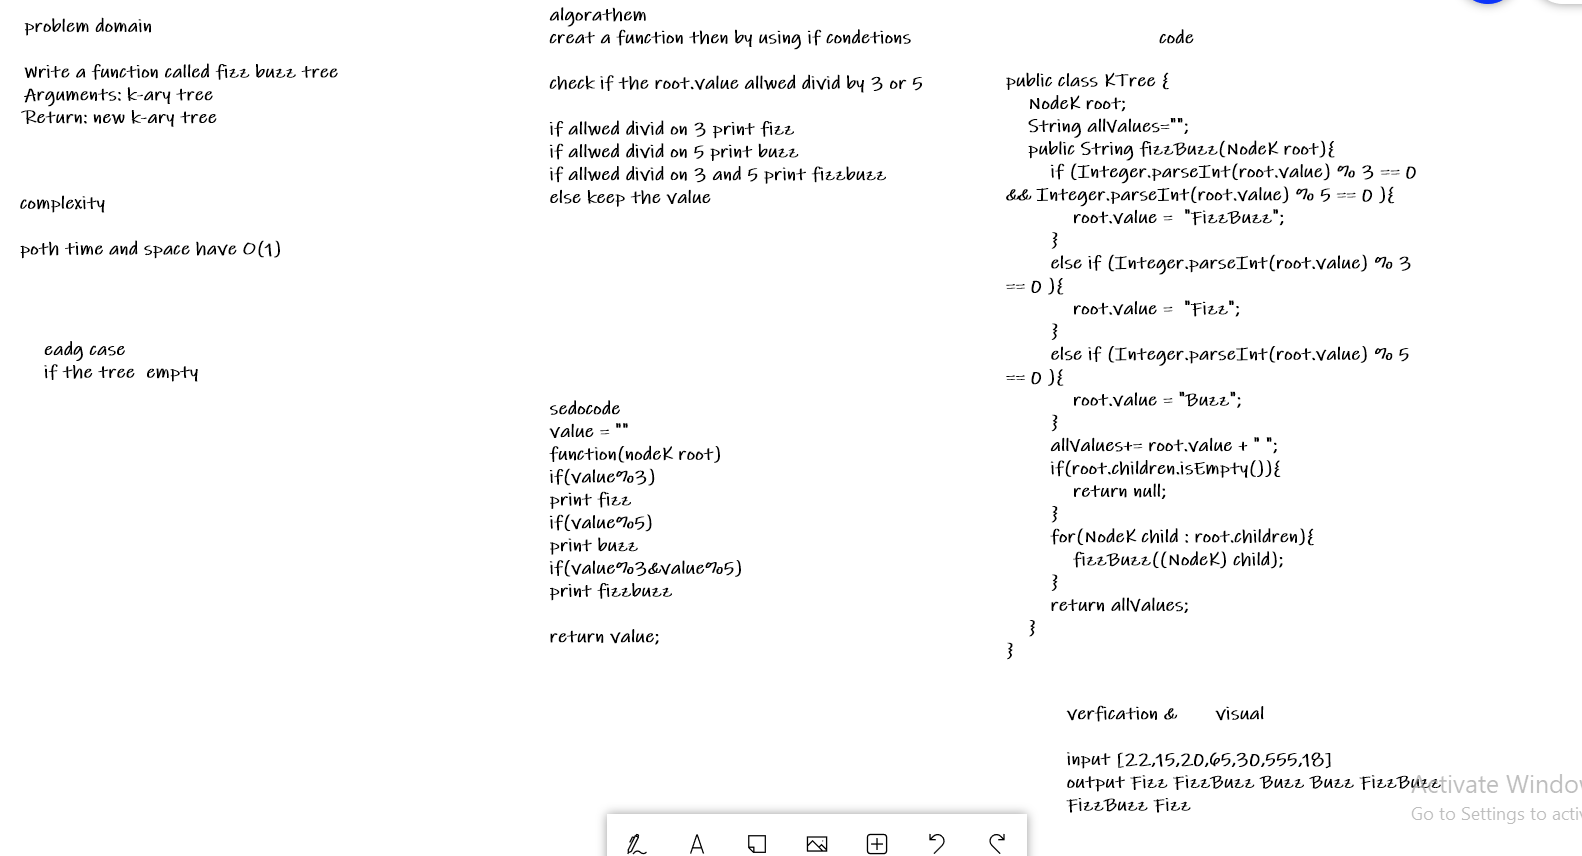 problem domain
Write a function called fizz buzz tree
Arguments: k-ary tree
Return: new k-ary tree
complexity
poth time and space have O(1)
eadg case
if the tree empty
algorathem
creat a function then by using if condetions
check if the root.value allwed divid by 3 or 5
if allwed divid on 3 print fizz
if allwed divid on 5 print buzz
if allwed divid on 3 and 5 print fizzbuzz
else keep the value
sedocode
value = ""
function(nodeK root)
if(value%3)
print fizz
if(value%5)
print buzz
if(value%3&value%5)
print fizzbuzz
return value;
code
public class KTree {
NodeK root;
String allValues="";
public String fizzBuzz(NodeK root){
if (Integer.parseInt(root.value) % 3 == 0
&& Integer.parseInt(root.value) % 5 == 0 ){
root.value = "FizzBuzz";
}
else if (Integer.parseInt(root.value) % 3
== 0 ){
root.value = "Fizz";
}
else if (Integer.parseInt(root.value) % 5
== 0 ){
root.value = "Buzz";
}
allValues+= root.value + " ";
if(root.children.isEmpty()){
return null;
}
for(NodeK child : root.children){
fizzBuzz((NodeK) child);
}
return allValues;
}
}
verfication & visual
input [22,15,20,65,30,555,18]
output Fizz FizzBuzz Buzz Buzz FizzBuzz
FizzBuzz Fizz
Activate Windo
Go to Settings to activ
A